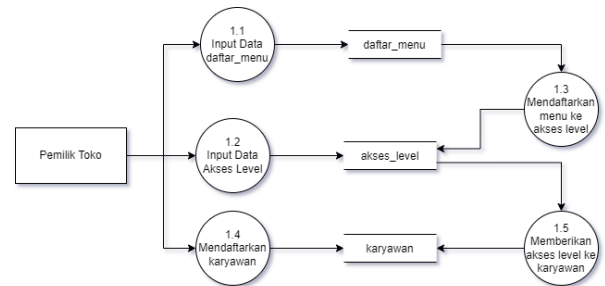 1.1
Input Data
daftar_menu
daftar_menu
1.3
Mendaftarkan
menu ke
akses level
Pemilik Toko
1.2
Input Data
Akses Level
akses_level
1.4
Mendaftarkan
karyawan
karyawan
1.5
Memberikan
akses level ke
karyawan